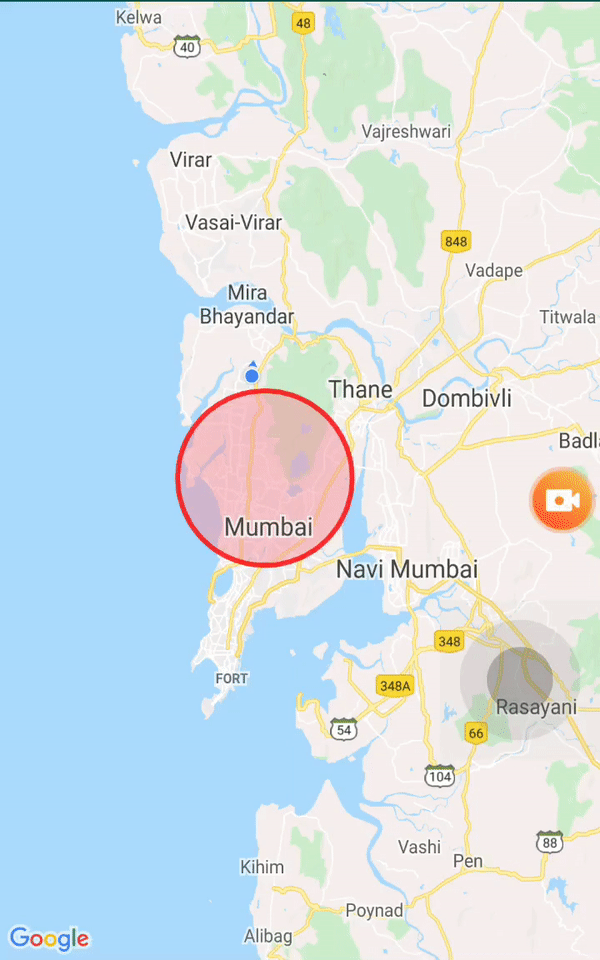 Kelwa
48
40
Vajreshwari
Virar
Vasai-Virar
848
Vadape
Mira
Bhayandar
Titwala
Thane
Dombivli
Badla
Mumbai
Navi Mumbai
348
FORT
348A
Rasayani
54
66
104
88
Vashi
Kihim
Pen
Poynad
Alibag
Google